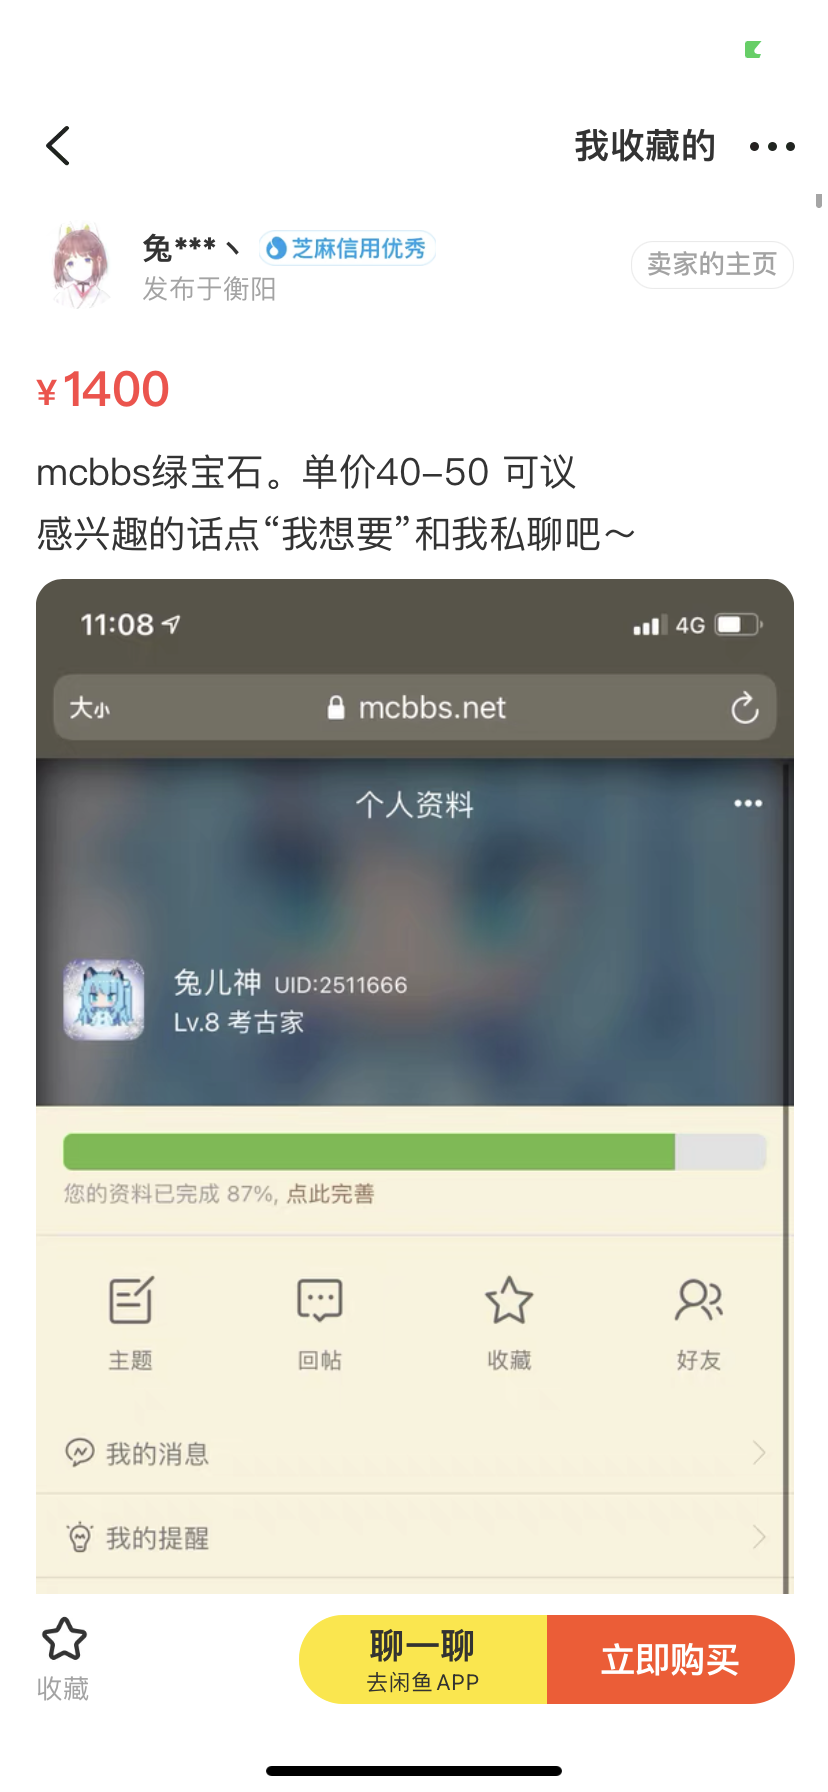 我收藏的
兔***丶 芝麻信用优秀
发布于衡阳
卖家的主页
¥1400
mcbbs绿宝石。单价40-50 可议
感兴趣的话点“我想要”和我私聊吧~
11:08 4G
大小 mcbbs.net
个人资料
兔儿神 UID:2511666
Lv.8 考古家
您的资料已完成 87%, 点此完善
主题 回帖 收藏 好友
我的消息
我的提醒
收藏
聊一聊
去闲鱼APP
立即购买